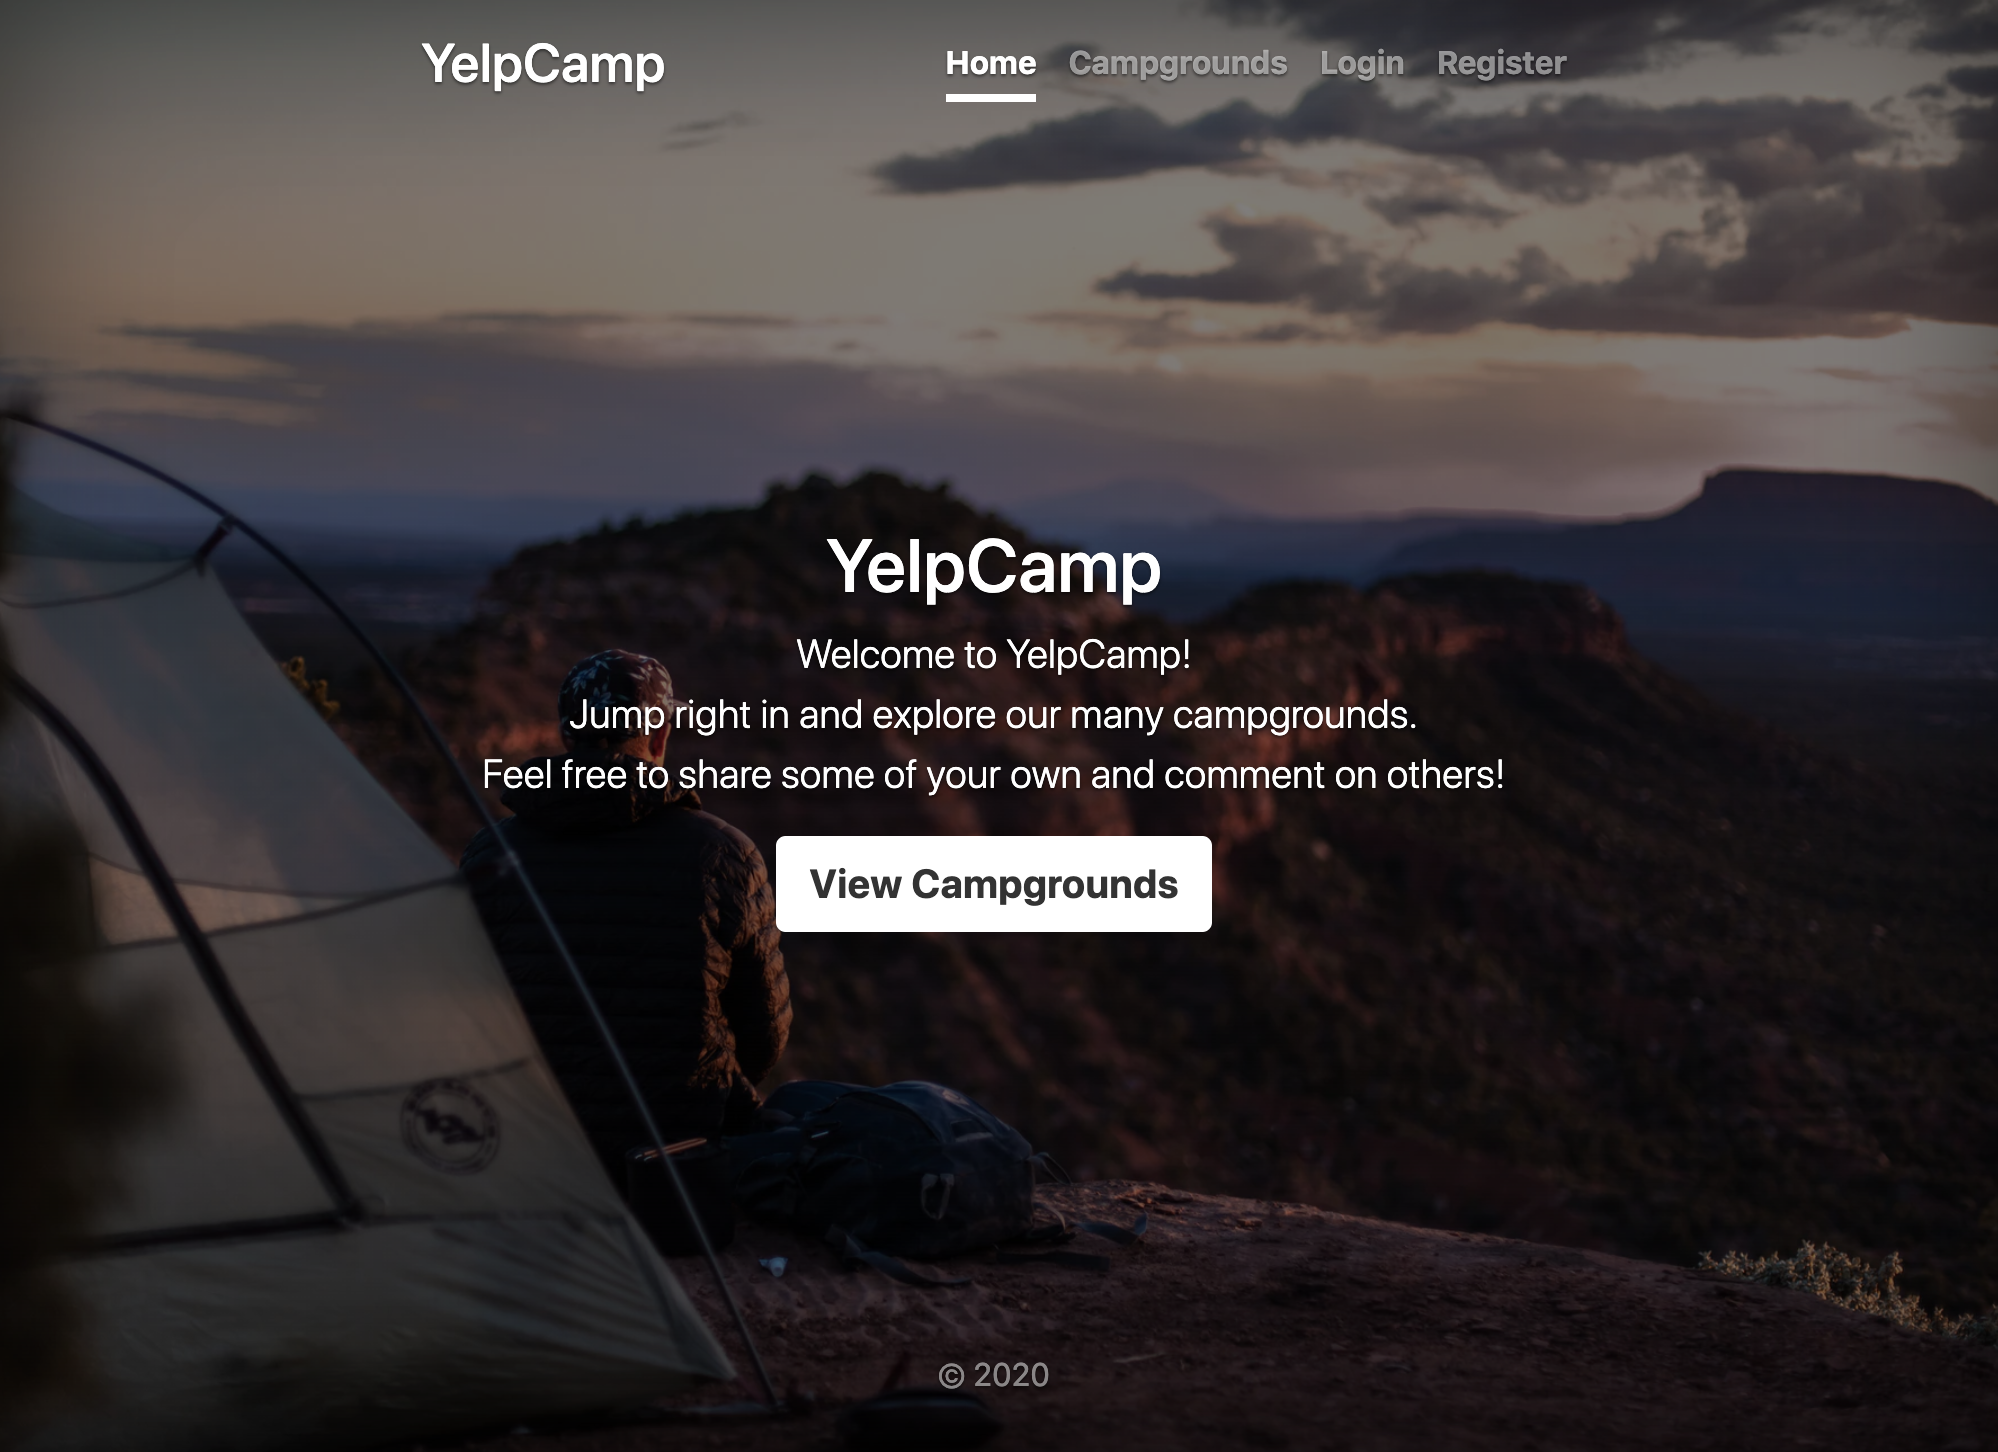 YelpCamp
Home Campgrounds Login Register
YelpCamp
Welcome to YelpCamp!
Jump right in and explore our many campgrounds.
Feel free to share some of your own and comment on others!
View Campgrounds
© 2020